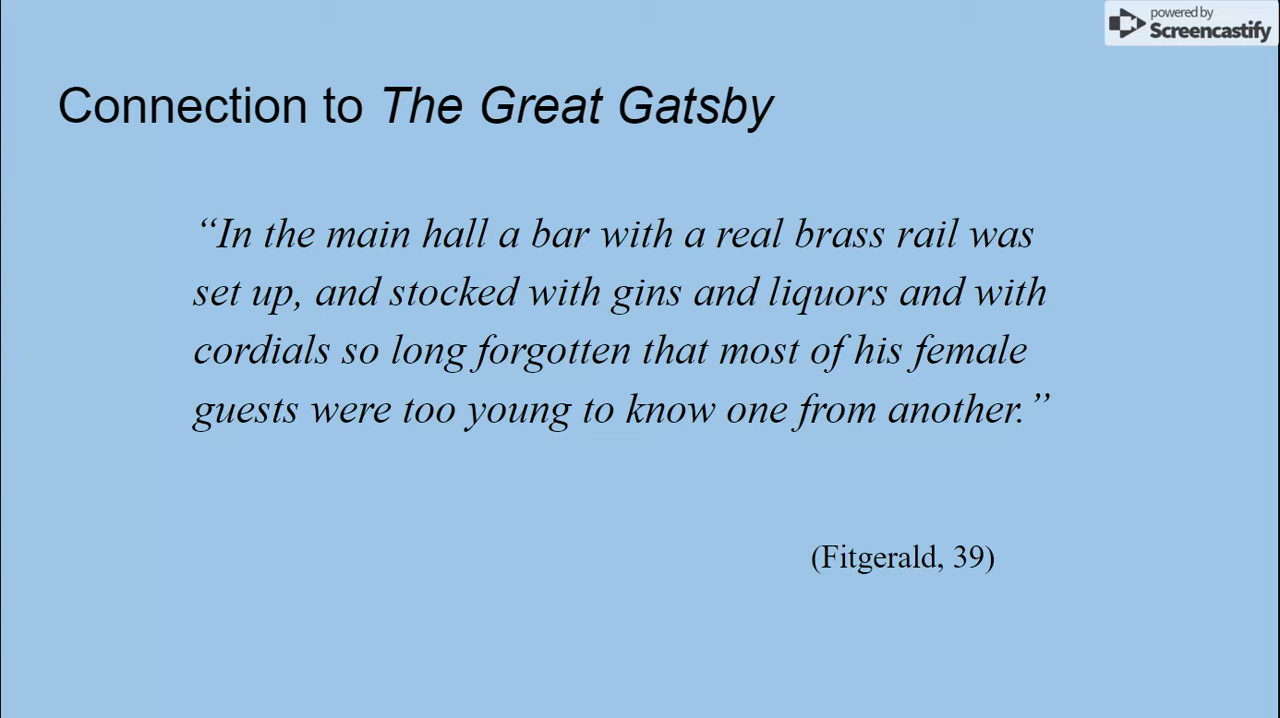 powered by
Screencastify
Connection to The Great Gatsby
“In the main hall a bar with a real brass rail was
set up, and stocked with gins and liquors and with
cordials so long forgotten that most of his female
guests were too young to know one from another.”
(Fitgerald, 39)